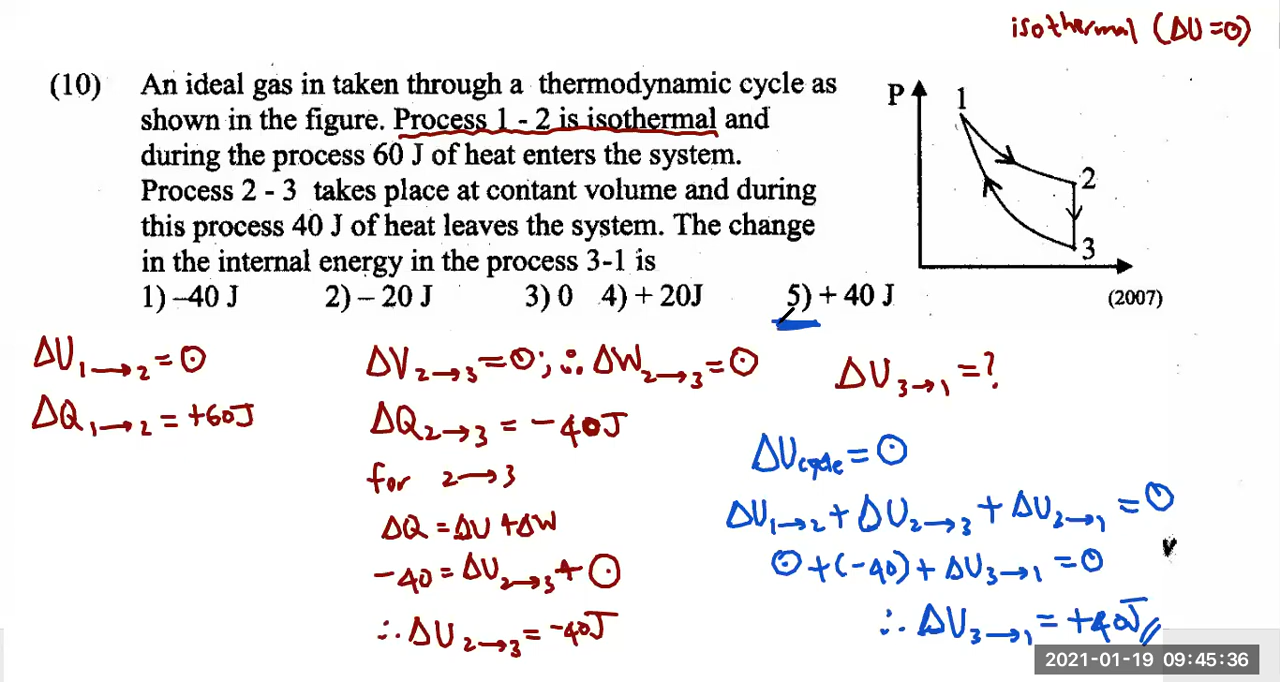 isothermal (ΔU=0)
(10) An ideal gas in taken through a thermodynamic cycle as
shown in the figure. Process 1 - 2 is isothermal and
during the process 60 J of heat enters the system.
Process 2 - 3 takes place at contant volume and during
this process 40 J of heat leaves the system. The change
in the internal energy in the process 3-1 is
1) –40 J 2) – 20 J 3) 0 4) + 20J 5) + 40 J
P
1
2
3
(2007)
ΔU₁→₂ = 0
ΔQ₁→₂ = +60J
ΔV₂→₃ = 0; ∴ ΔW₂→₃ = 0
ΔQ₂→₃ = -40J
for 2→3
ΔQ = ΔU + ΔW
-40 = ΔU₂→₃ + 0
∴ ΔU₂→₃ = -40J
ΔU₃→₁ = ?
ΔUcycle = 0
ΔU₁→₂ + ΔU₂→₃ + ΔU₃→₁ = 0
0 + (-40) + ΔU₃→₁ = 0
∴ ΔU₃→₁ = +40J
2021-01-19 09:45:36